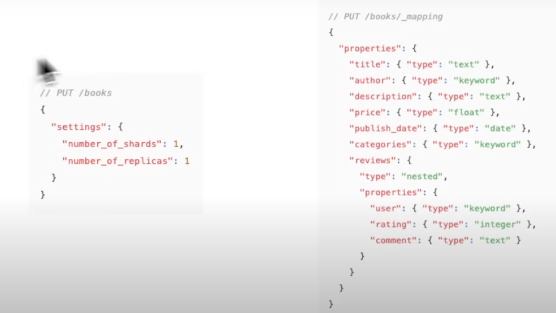 // PUT /books
{
  "settings": {
    "number_of_shards": 1,
    "number_of_replicas": 1
  }
}
// PUT /books/_mapping
{
  "properties": {
    "title": { "type": "text" },
    "author": { "type": "keyword" },
    "description": { "type": "text" },
    "price": { "type": "float" },
    "publish_date": { "type": "date" },
    "categories": { "type": "keyword" },
    "reviews": {
      "type": "nested",
      "properties": {
        "user": { "type": "keyword" },
        "rating": { "type": "integer" },
        "comment": { "type": "text" }
      }
    }
  }
}